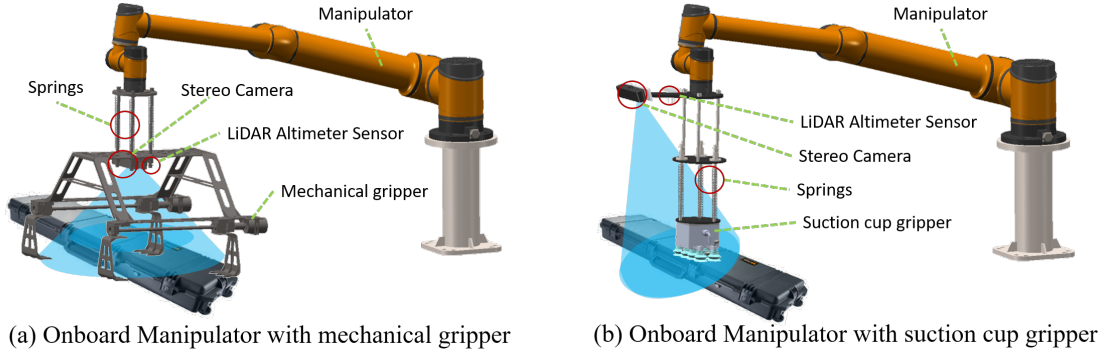 Manipulator
Springs
Stereo Camera
LiDAR Altimeter Sensor
Mechanical gripper
(a) Onboard Manipulator with mechanical gripper
Manipulator
LiDAR Altimeter Sensor
Stereo Camera
Springs
Suction cup gripper
(b) Onboard Manipulator with suction cup gripper